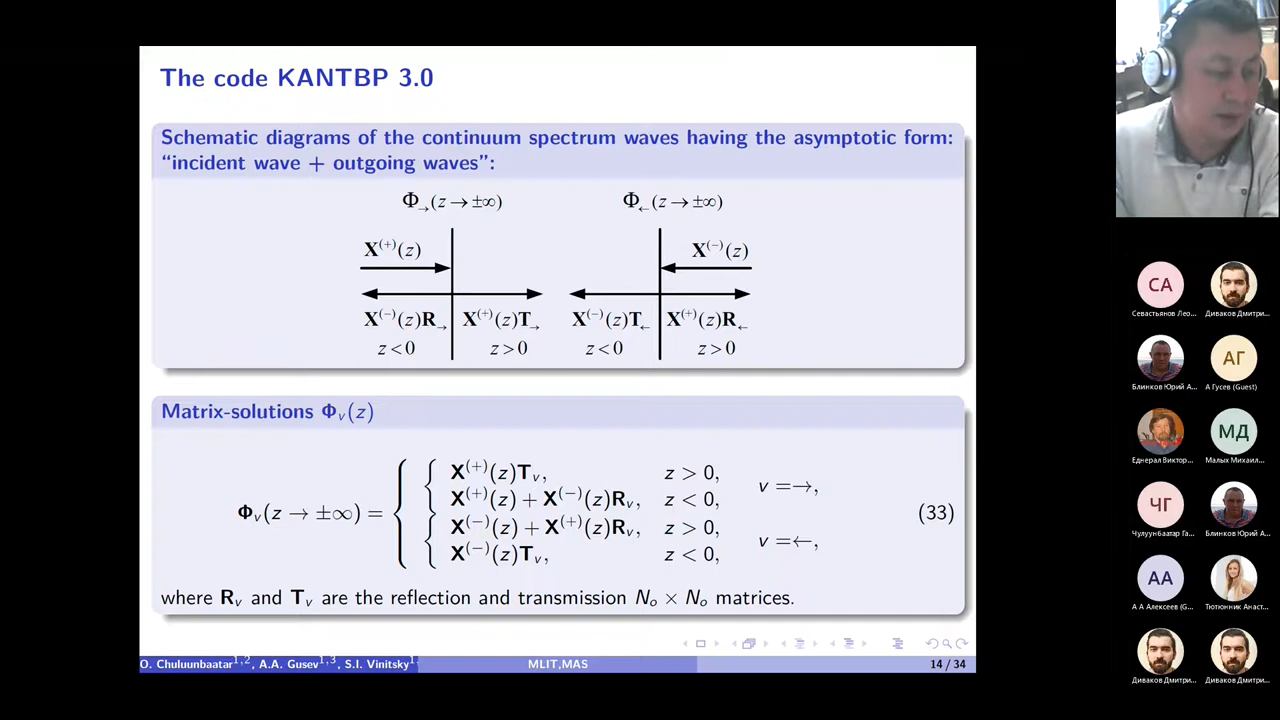 The code KANTBP 3.0
Schematic diagrams of the continuum spectrum waves having the asymptotic form:
“incident wave + outgoing waves”:
Φ→(z → ±∞) Φ←(z → ±∞)
X⁽⁺⁾(z) X⁽⁻⁾(z)
X⁽⁻⁾(z)R→ X⁽⁺⁾(z)T→ X⁽⁻⁾(z)T← X⁽⁺⁾(z)R←
z < 0 z > 0 z < 0 z > 0
Matrix-solutions Φᵥ(z)
X⁽⁺⁾(z)Tᵥ, z > 0,
X⁽⁺⁾(z) + X⁽⁻⁾(z)Rᵥ, z < 0, v =→,
Φᵥ(z → ±∞) = (33)
X⁽⁻⁾(z) + X⁽⁺⁾(z)Rᵥ, z > 0,
X⁽⁻⁾(z)Tᵥ, z < 0, v =←,
where Rᵥ and Tᵥ are the reflection and transmission Nₒ × Nₒ matrices.
O. Chuluunbaatar¹,², A.A. Gusev¹,³, S.I. Vinitsky¹, MLIT,MAS 14 / 34
СА
Севастьянов Лео...
Диваков Дмитри...
АГ
Блинков Юрий А...
А Гусев (Guest)
МД
Еднерал Виктор...
Малых Михаил...
ЧГ
Чулуунбаатар Га...
Блинков Юрий А...
АА
А А Алексеев (G...
Тютюнник Анаст...
Диваков Дмитри...
Диваков Дмитри...